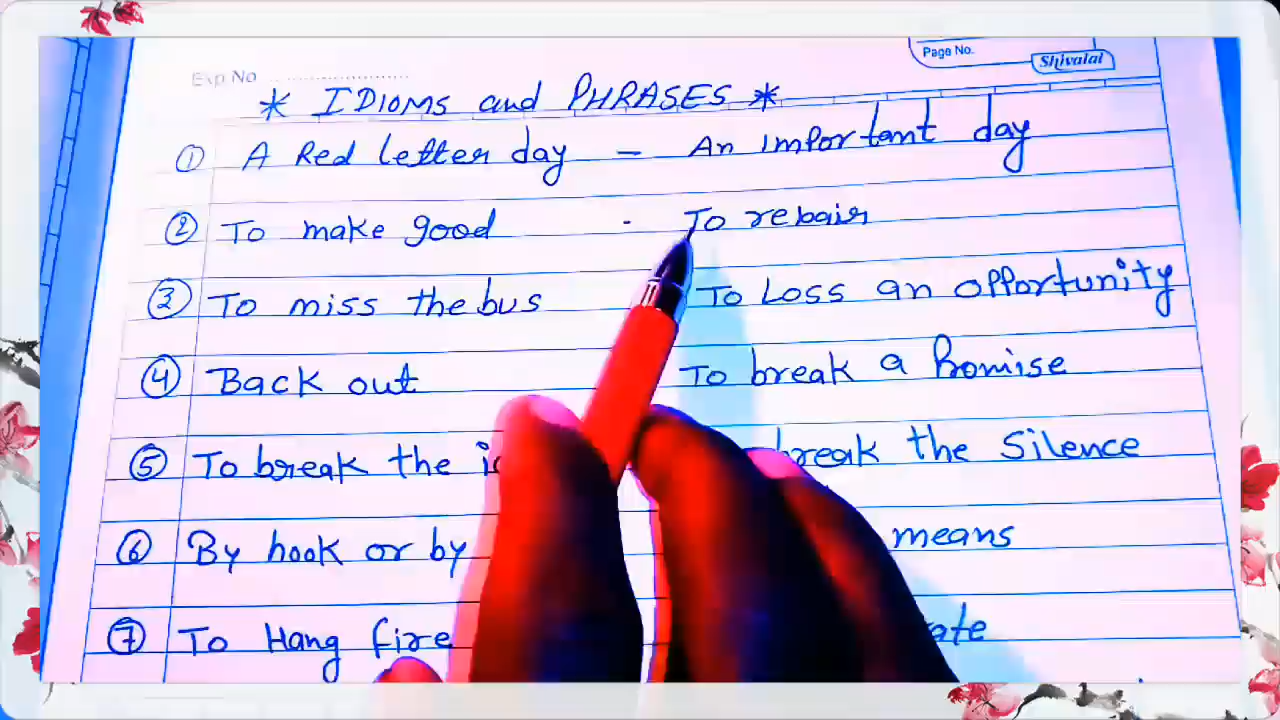 Page No.
Shivalal
Exp No
* IDIOMS and PHRASES *
① A Red letter day - An important day
② To make good - To repair
③ To miss the bus To Loss an opportunity
④ Back out To break a Promise
⑤ To break the break the Silence
⑥ By hook or by means
⑦ To Hang fire